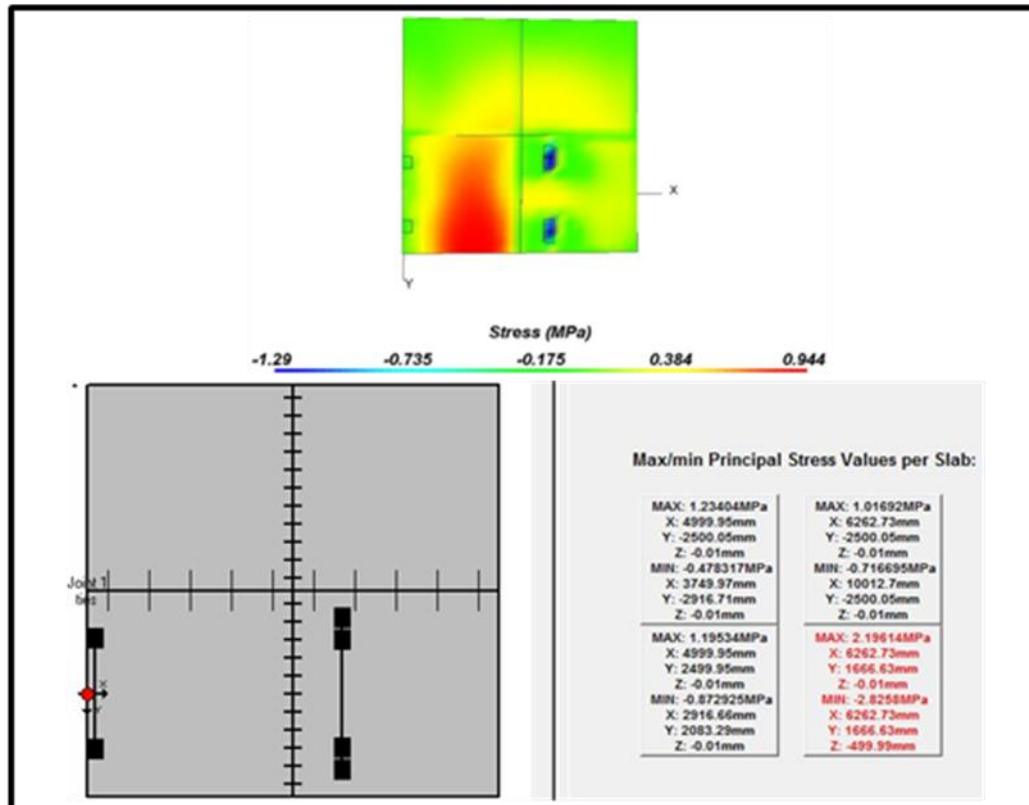 X
Y
Stress (MPa)
-1.29 -0.735 -0.175 0.384 0.944
Joint 1
ties
X
Y
Max/min Principal Stress Values per Slab:
MAX: 1.23404MPa
X: 4999.95mm
Y: -2500.05mm
Z: -0.01mm
MIN: -0.478317MPa
X: 3749.97mm
Y: -2916.71mm
Z: -0.01mm
MAX: 1.01692MPa
X: 6262.73mm
Y: -2500.05mm
Z: -0.01mm
MIN: -0.716695MPa
X: 10012.7mm
Y: -2500.05mm
Z: -0.01mm
MAX: 1.19534MPa
X: 4999.95mm
Y: 2499.95mm
Z: -0.01mm
MIN: -0.872925MPa
X: 2916.66mm
Y: 2083.29mm
Z: -0.01mm
MAX: 2.19614MPa
X: 6262.73mm
Y: 1666.63mm
Z: -0.01mm
MIN: -2.8258MPa
X: 6262.73mm
Y: 1666.63mm
Z: -499.99mm